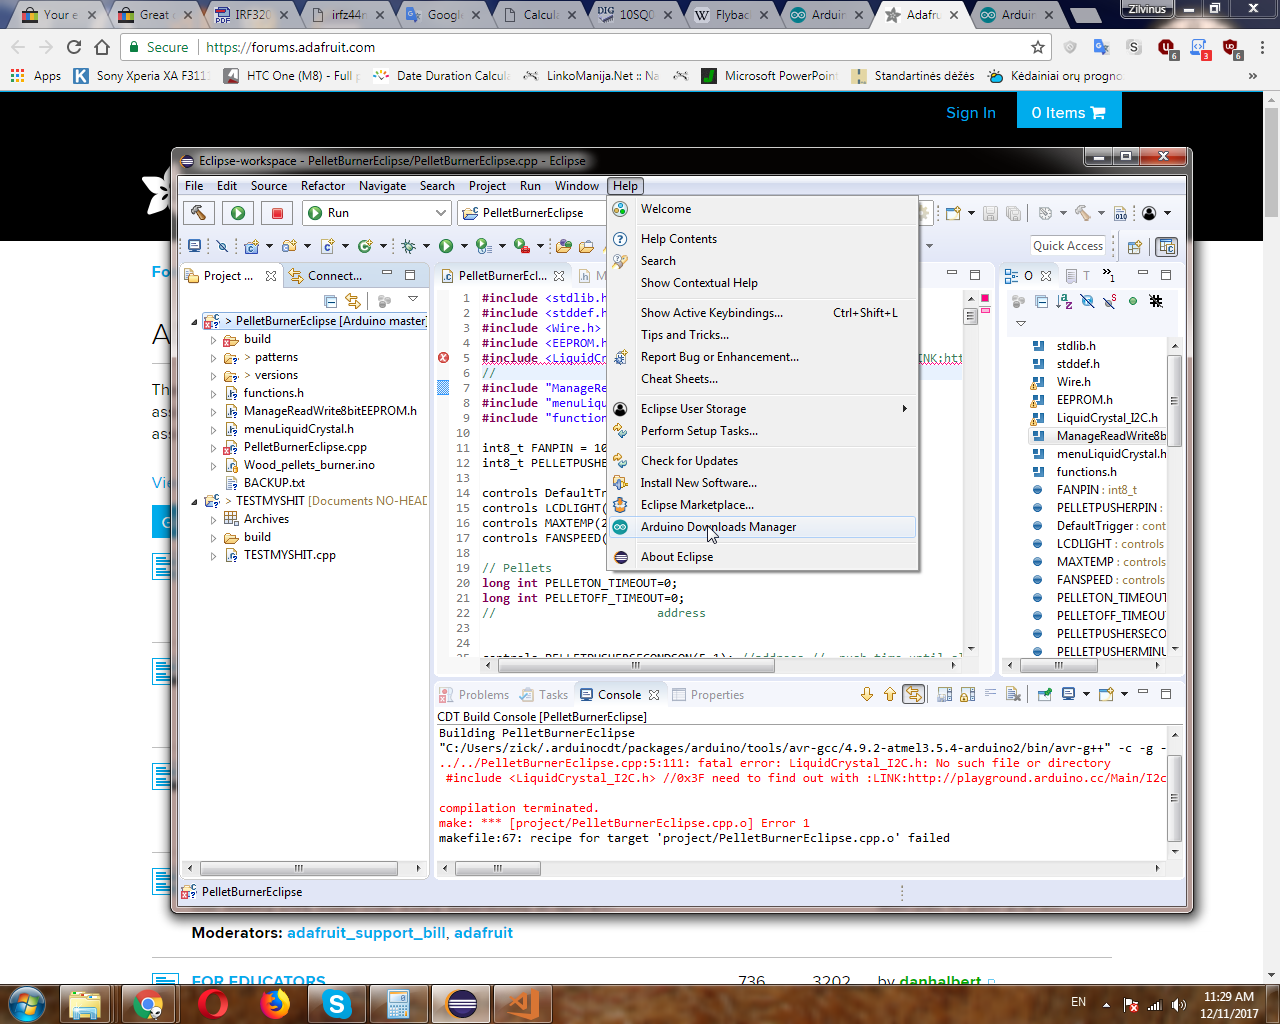 Your e
Great
IRF320
irfz44n
Google
Calcula
10SQ0
Flyback
Arduin
Adafru
Arduin
Zilvinus
Secure
https://forums.adafruit.com
Apps
Sony Xperia XA F311
HTC One (M8) - Full p
Date Duration Calcula
LinkoManija.Net :: Na
Microsoft PowerPoint
Standartinės dėžės
Kėdainiai orų progno
»
Sign In
0 Items
Eclipse-workspace - PelletBurnerEclipse/PelletBurnerEclipse.cpp - Eclipse
File Edit Source Refactor Navigate Search Project Run Window Help
Run
PelletBurnerEclipse
Quick Access
Project ...
Connect...
> PelletBurnerEclipse [Arduino master]
build
> patterns
> versions
functions.h
ManageReadWrite8bitEEPROM.h
menuLiquidCrystal.h
PelletBurnerEclipse.cpp
Wood_pellets_burner.ino
BACKUP.txt
> TESTMYSHIT [Documents NO-HEAD
Archives
build
TESTMYSHIT.cpp
PelletBurnerEcl...
1 #include <stdlib.h
2 #include <stddef.h
3 #include <Wire.h>
4 #include <EEPROM.h
5 #include <LiquidCr
INK:htt
6 //
7 #include "ManageRe
8 #include "menuLiqu
9 #include "function
10
11 int8_t FANPIN = 10
12 int8_t PELLETPUSHE
13
14 controls DefaultTr
15 controls LCDLIGHT(
16 controls MAXTEMP(2
17 controls FANSPEED(
18
19 // Pellets
20 long int PELLETON_TIMEOUT=0;
21 long int PELLETOFF_TIMEOUT=0;
22 // address
23
24
Welcome
Help Contents
Search
Show Contextual Help
Show Active Keybindings... Ctrl+Shift+L
Tips and Tricks...
Report Bug or Enhancement...
Cheat Sheets...
Eclipse User Storage
Perform Setup Tasks...
Check for Updates
Install New Software...
Eclipse Marketplace...
Arduino Downloads Manager
About Eclipse
O
T
stdlib.h
stddef.h
Wire.h
EEPROM.h
LiquidCrystal_I2C.h
ManageReadWrite8b
menuLiquidCrystal.h
functions.h
FANPIN : int8_t
PELLETPUSHERPIN : int
DefaultTrigger : cont
LCDLIGHT : controls
MAXTEMP : controls
FANSPEED : controls
PELLETON_TIMEOUT
PELLETOFF_TIMEOU
PELLETPUSHERSECO
PELLETPUSHERMINU
Problems
Tasks
Console
Properties
CDT Build Console [PelletBurnerEclipse]
Building PelletBurnerEclipse
"C:/Users/zick/.arduinocdt/packages/arduino/tools/avr-gcc/4.9.2-atmel3.5.4-arduino2/bin/avr-g++" -c -g -
../../PelletBurnerEclipse.cpp:5:111: fatal error: LiquidCrystal_I2C.h: No such file or directory
#include <LiquidCrystal_I2C.h> //0x3F need to find out with :LINK:http://playground.arduino.cc/Main/I2c
compilation terminated.
make: *** [project/PelletBurnerEclipse.cpp.o] Error 1
makefile:67: recipe for target 'project/PelletBurnerEclipse.cpp.o' failed
PelletBurnerEclipse
Moderators: adafruit_support_bill, adafruit
FOR EDUCATORS 736 3202 by danhalbert
EN
11:29 AM
12/11/2017